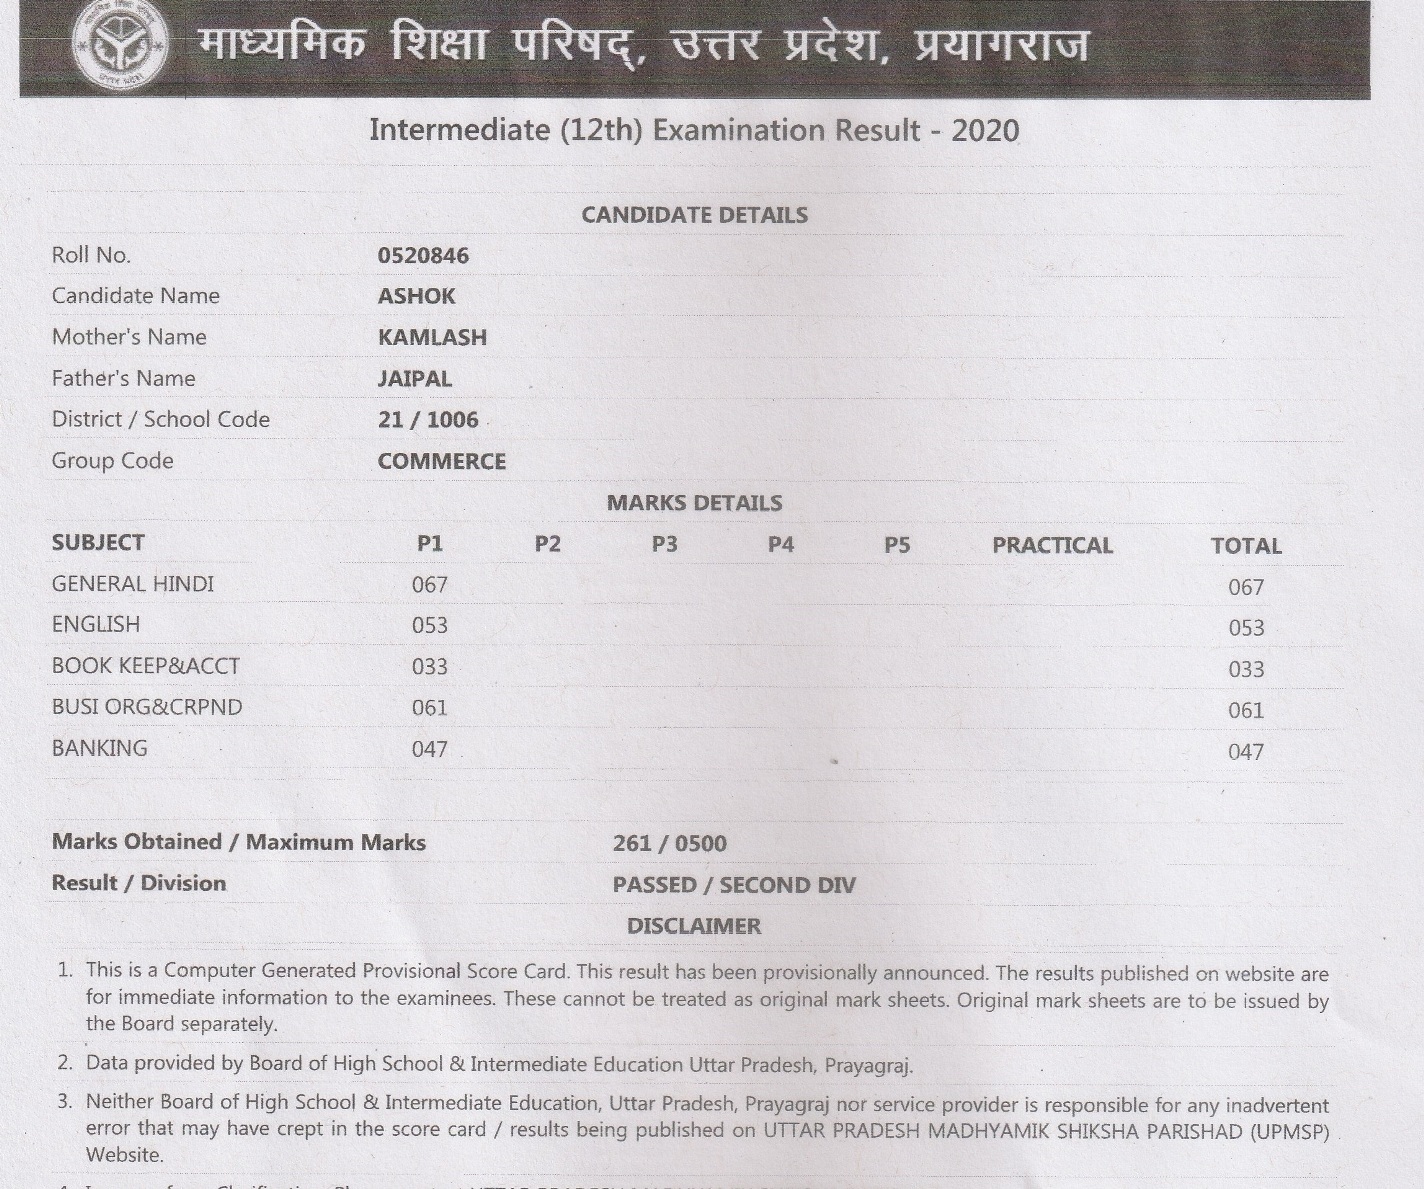 माध्यमिक शिक्षा परिषद्, उत्तर प्रदेश, प्रयागराज
Intermediate (12th) Examination Result - 2020
CANDIDATE DETAILS
Roll No. 0520846
Candidate Name ASHOK
Mother's Name KAMLASH
Father's Name JAIPAL
District / School Code 21 / 1006
Group Code COMMERCE
MARKS DETAILS
SUBJECT P1 P2 P3 P4 P5 PRACTICAL TOTAL
GENERAL HINDI 067 067
ENGLISH 053 053
BOOK KEEP&ACCT 033 033
BUSI ORG&CRPND 061 061
BANKING 047 047
Marks Obtained / Maximum Marks 261 / 0500
Result / Division PASSED / SECOND DIV
DISCLAIMER
1. This is a Computer Generated Provisional Score Card. This result has been provisionally announced. The results published on website are
for immediate information to the examinees. These cannot be treated as original mark sheets. Original mark sheets are to be issued by
the Board separately.
2. Data provided by Board of High School & Intermediate Education Uttar Pradesh, Prayagraj.
3. Neither Board of High School & Intermediate Education, Uttar Pradesh, Prayagraj nor service provider is responsible for any inadvertent
error that may have crept in the score card / results being published on UTTAR PRADESH MADHYAMIK SHIKSHA PARISHAD (UPMSP)
Website.